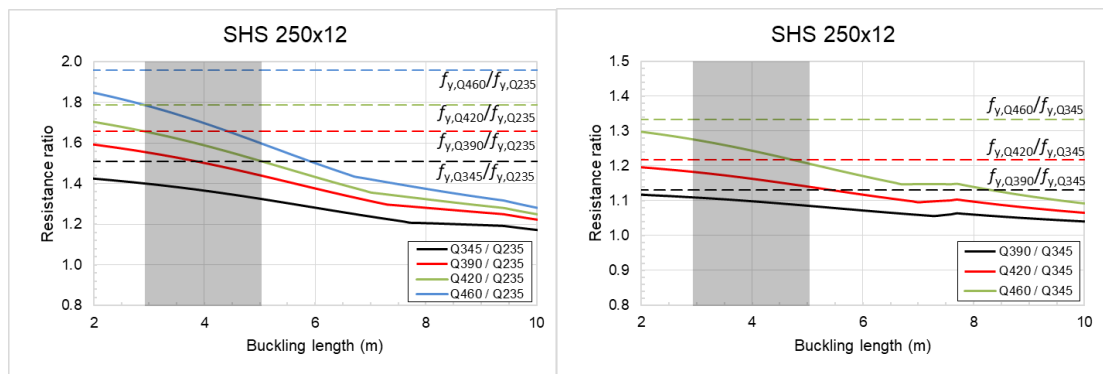 SHS 250x12
Resistance ratio
2.0
1.8
1.6
1.4
1.2
1.0
0.8
fy,Q460/fy,Q235
fy,Q420/fy,Q235
fy,Q390/fy,Q235
fy,Q345/fy,Q235
Q345 / Q235
Q390 / Q235
Q420 / Q235
Q460 / Q235
2 4 6 8 10
Buckling length (m)
SHS 250x12
Resistance ratio
1.5
1.4
1.3
1.2
1.1
1.0
0.9
0.8
fy,Q460/fy,Q345
fy,Q420/fy,Q345
fy,Q390/fy,Q345
Q390 / Q345
Q420 / Q345
Q460 / Q345
2 4 6 8 10
Buckling length (m)